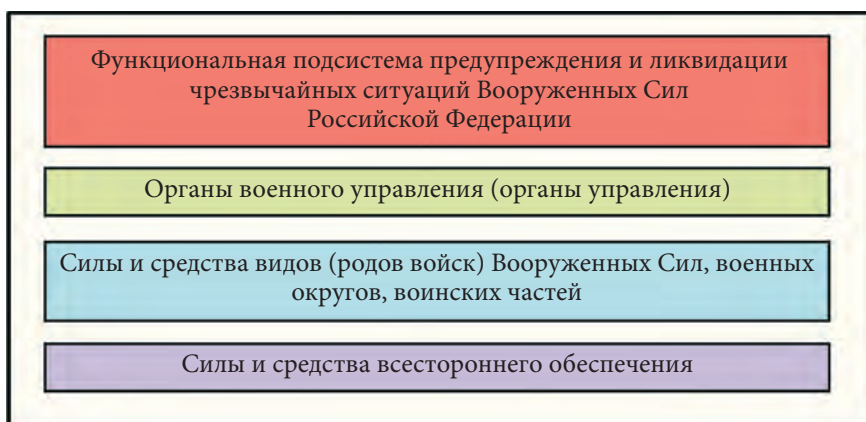 Функциональная подсистема предупреждения и ликвидации
чрезвычайных ситуаций Вооруженных Сил
Российской Федерации
Органы военного управления (органы управления)
Силы и средства видов (родов войск) Вооруженных Сил, военных
округов, воинских частей
Силы и средства всестороннего обеспечения